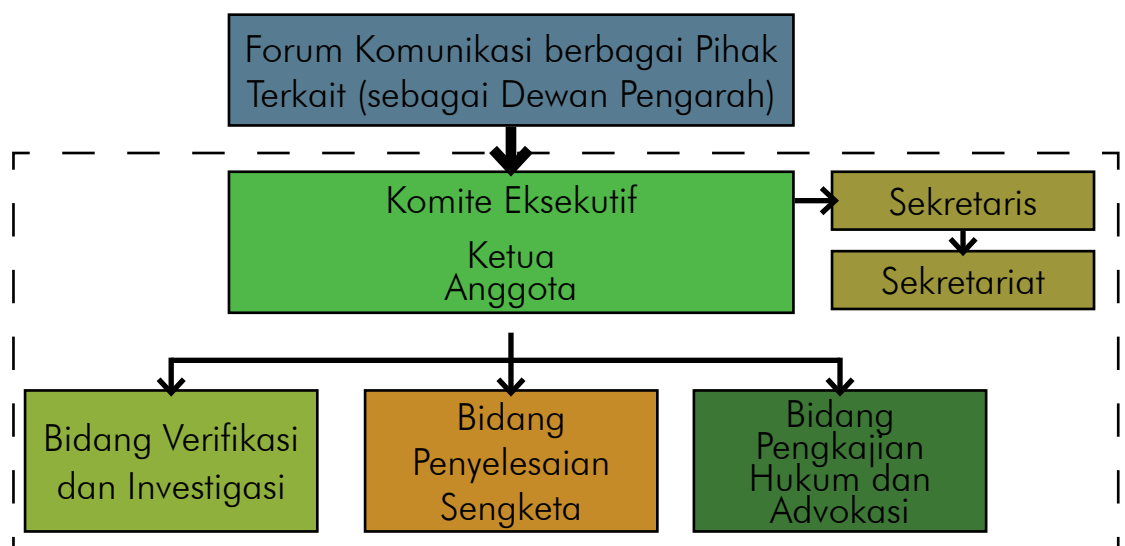 Forum Komunikasi berbagai Pihak
Terkait (sebagai Dewan Pengarah)
Komite Eksekutif
Ketua
Anggota
Sekretaris
Sekretariat
Bidang Verifikasi
dan Investigasi
Bidang
Penyelesaian
Sengketa
Bidang
Pengkajian
Hukum dan
Advokasi